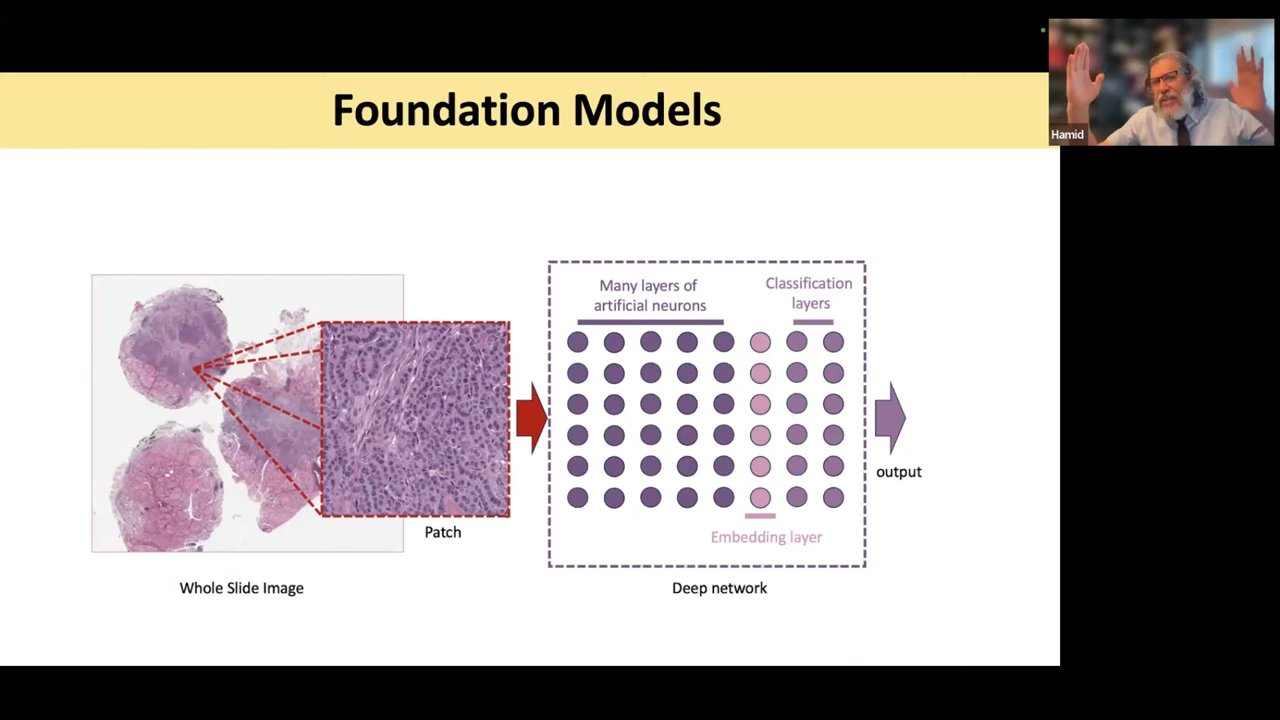 Foundation Models
Hamid
Many layers of
artificial neurons
Classification
layers
output
Patch
Embedding layer
Whole Slide Image
Deep network